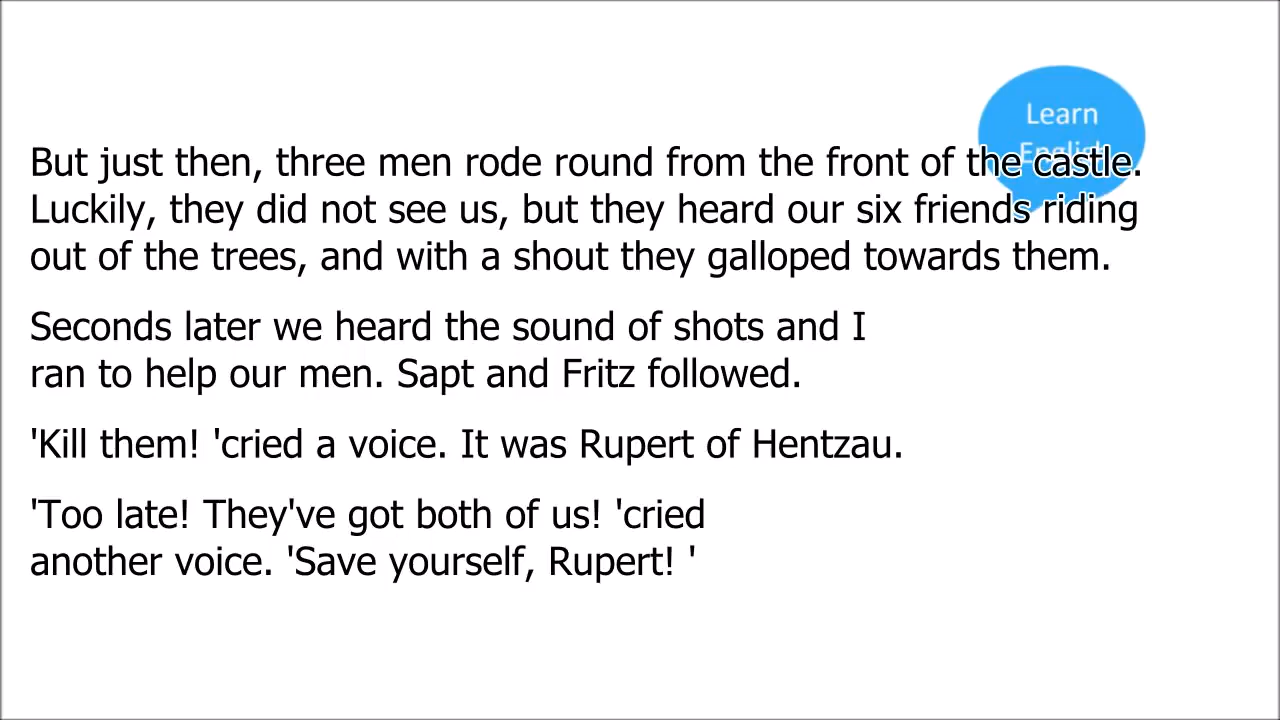 Learn
English
But just then, three men rode round from the front of the castle.
Luckily, they did not see us, but they heard our six friends riding
out of the trees, and with a shout they galloped towards them.
Seconds later we heard the sound of shots and I
ran to help our men. Sapt and Fritz followed.
'Kill them! 'cried a voice. It was Rupert of Hentzau.
'Too late! They've got both of us! 'cried
another voice. 'Save yourself, Rupert! '